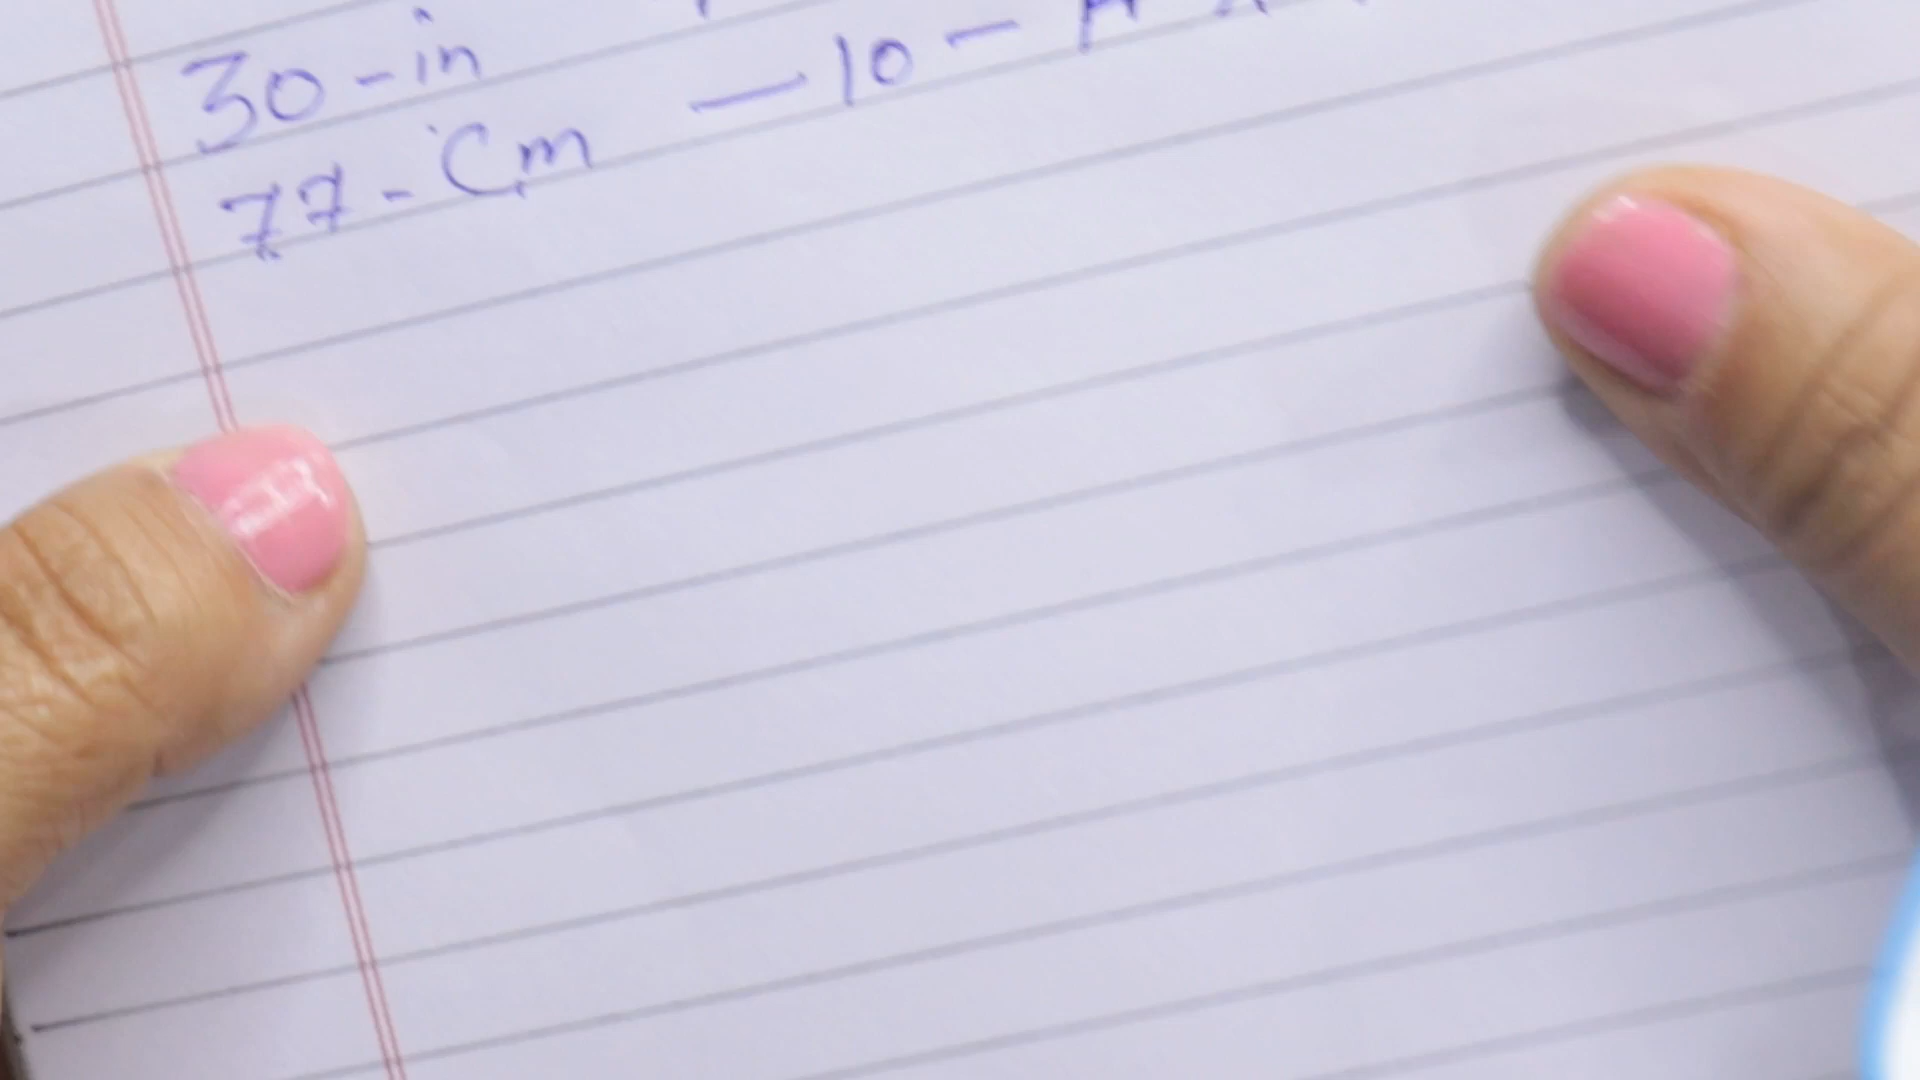 30 - in
77 - Cm — 10 —